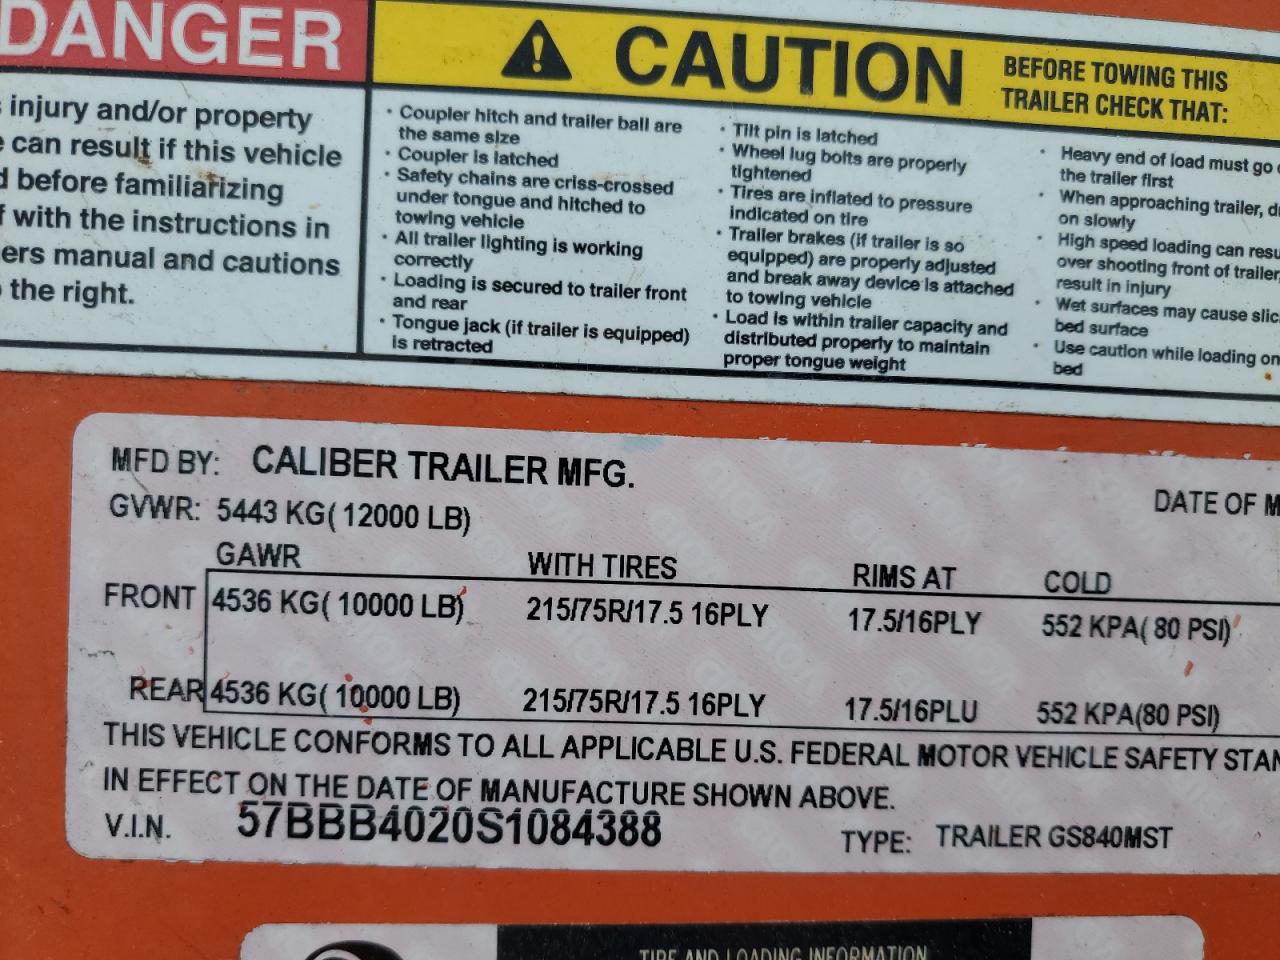 DANGER
injury and/or property
can result if this vehicle
before familiarizing
with the instructions in
ers manual and cautions
the right.
CAUTION
BEFORE TOWING THIS
TRAILER CHECK THAT:
· Coupler hitch and trailer ball are
the same size
· Coupler is latched
· Safety chains are criss-crossed
under tongue and hitched to
towing vehicle
· All trailer lighting is working
correctly
· Loading is secured to trailer front
and rear
· Tongue jack (if trailer is equipped)
is retracted
· Tilt pin is latched
· Wheel lug bolts are properly
tightened
· Tires are inflated to pressure
indicated on tire
· Trailer brakes (if trailer is so
equipped) are properly adjusted
and break away device is attached
to towing vehicle
· Load is within trailer capacity and
distributed properly to maintain
proper tongue weight
· Heavy end of load must go
the trailer first
· When approaching trailer,
on slowly
· High speed loading can
over shooting front of trailer,
result in injury
· Wet surfaces may cause
bed surface
· Use caution while loading on
bed
MFD BY: CALIBER TRAILER MFG.
DATE OF
GVWR: 5443 KG( 12000 LB)
GAWR WITH TIRES RIMS AT COLD
FRONT 4536 KG( 10000 LB) 215/75R/17.5 16PLY 17.5/16PLY 552 KPA( 80 PSI)
REAR 4536 KG( 10000 LB) 215/75R/17.5 16PLY 17.5/16PLU 552 KPA(80 PSI)
THIS VEHICLE CONFORMS TO ALL APPLICABLE U.S. FEDERAL MOTOR VEHICLE SAFETY STAN
IN EFFECT ON THE DATE OF MANUFACTURE SHOWN ABOVE.
V.I.N. 57BBB4020S1084388 TYPE: TRAILER GS840MST
TIRE AND LOADING INFORMATION